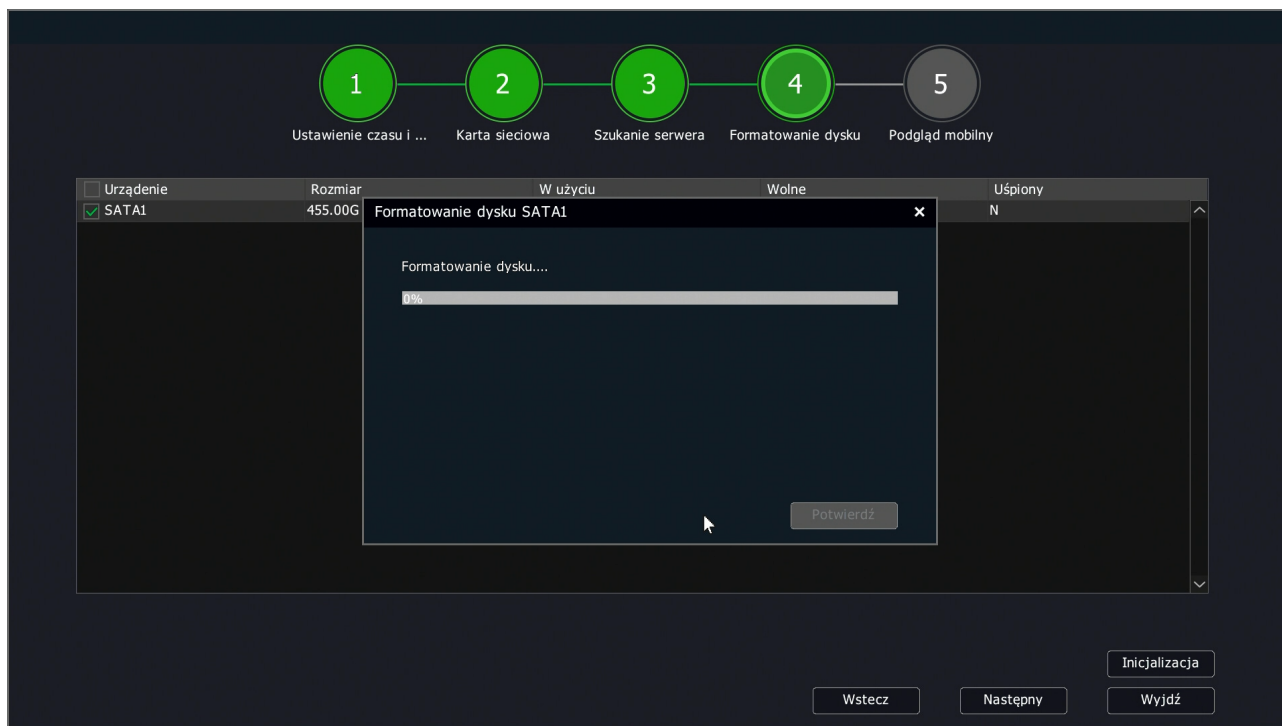 1 2 3 4 5
Ustawienie czasu i ... Karta sieciowa Szukanie serwera Formatowanie dysku Podgląd mobilny
Urządzenie Rozmiar W użyciu Wolne Uśpiony
SATA1 455.00G N
Formatowanie dysku SATA1
Formatowanie dysku....
0%
Potwierdź
Inicjalizacja
Wstecz Następny Wyjdź